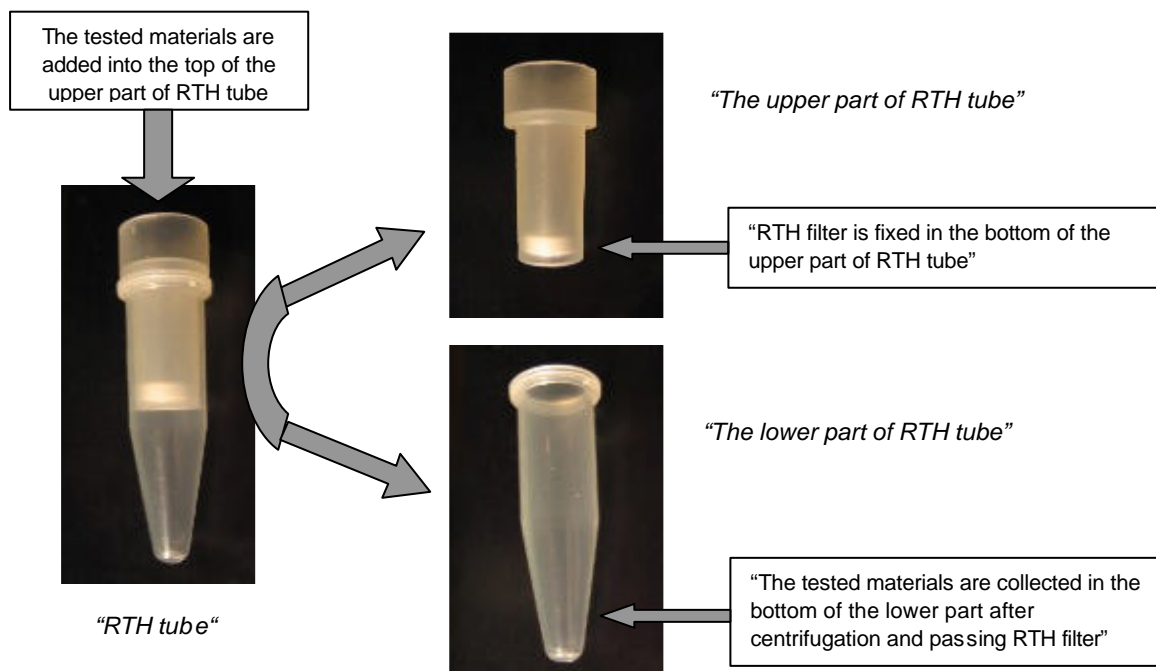 The tested materials are
added into the top of the
upper part of RTH tube
“The upper part of RTH tube”
“RTH filter is fixed in the bottom of the
upper part of RTH tube”
“The lower part of RTH tube”
“The tested materials are collected in the
bottom of the lower part after
centrifugation and passing RTH filter”
“RTH tube“